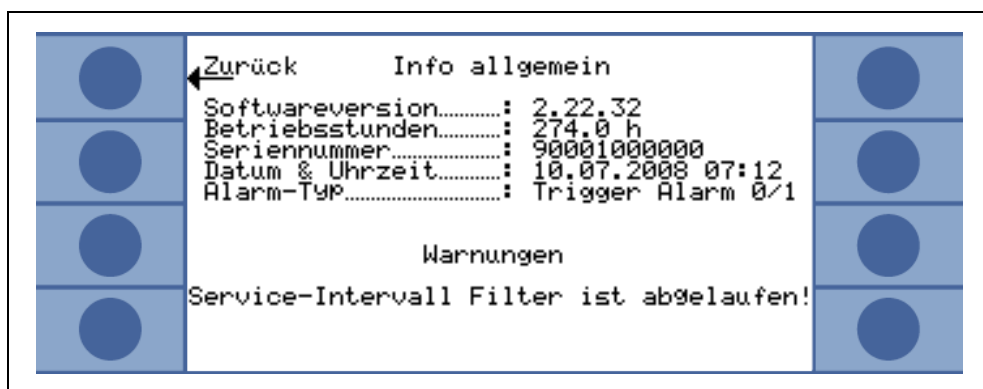 Zurück Info allgemein
Softwareversion..........: 2.22.32
Betriebsstunden..........: 274.0 h
Seriennummer..........: 90001000000
Datum & Uhrzeit..........: 10.07.2008 07:12
Alarm-Typ..........: Trigger Alarm 0/1
Warnungen
Service-Intervall Filter ist abgelaufen!